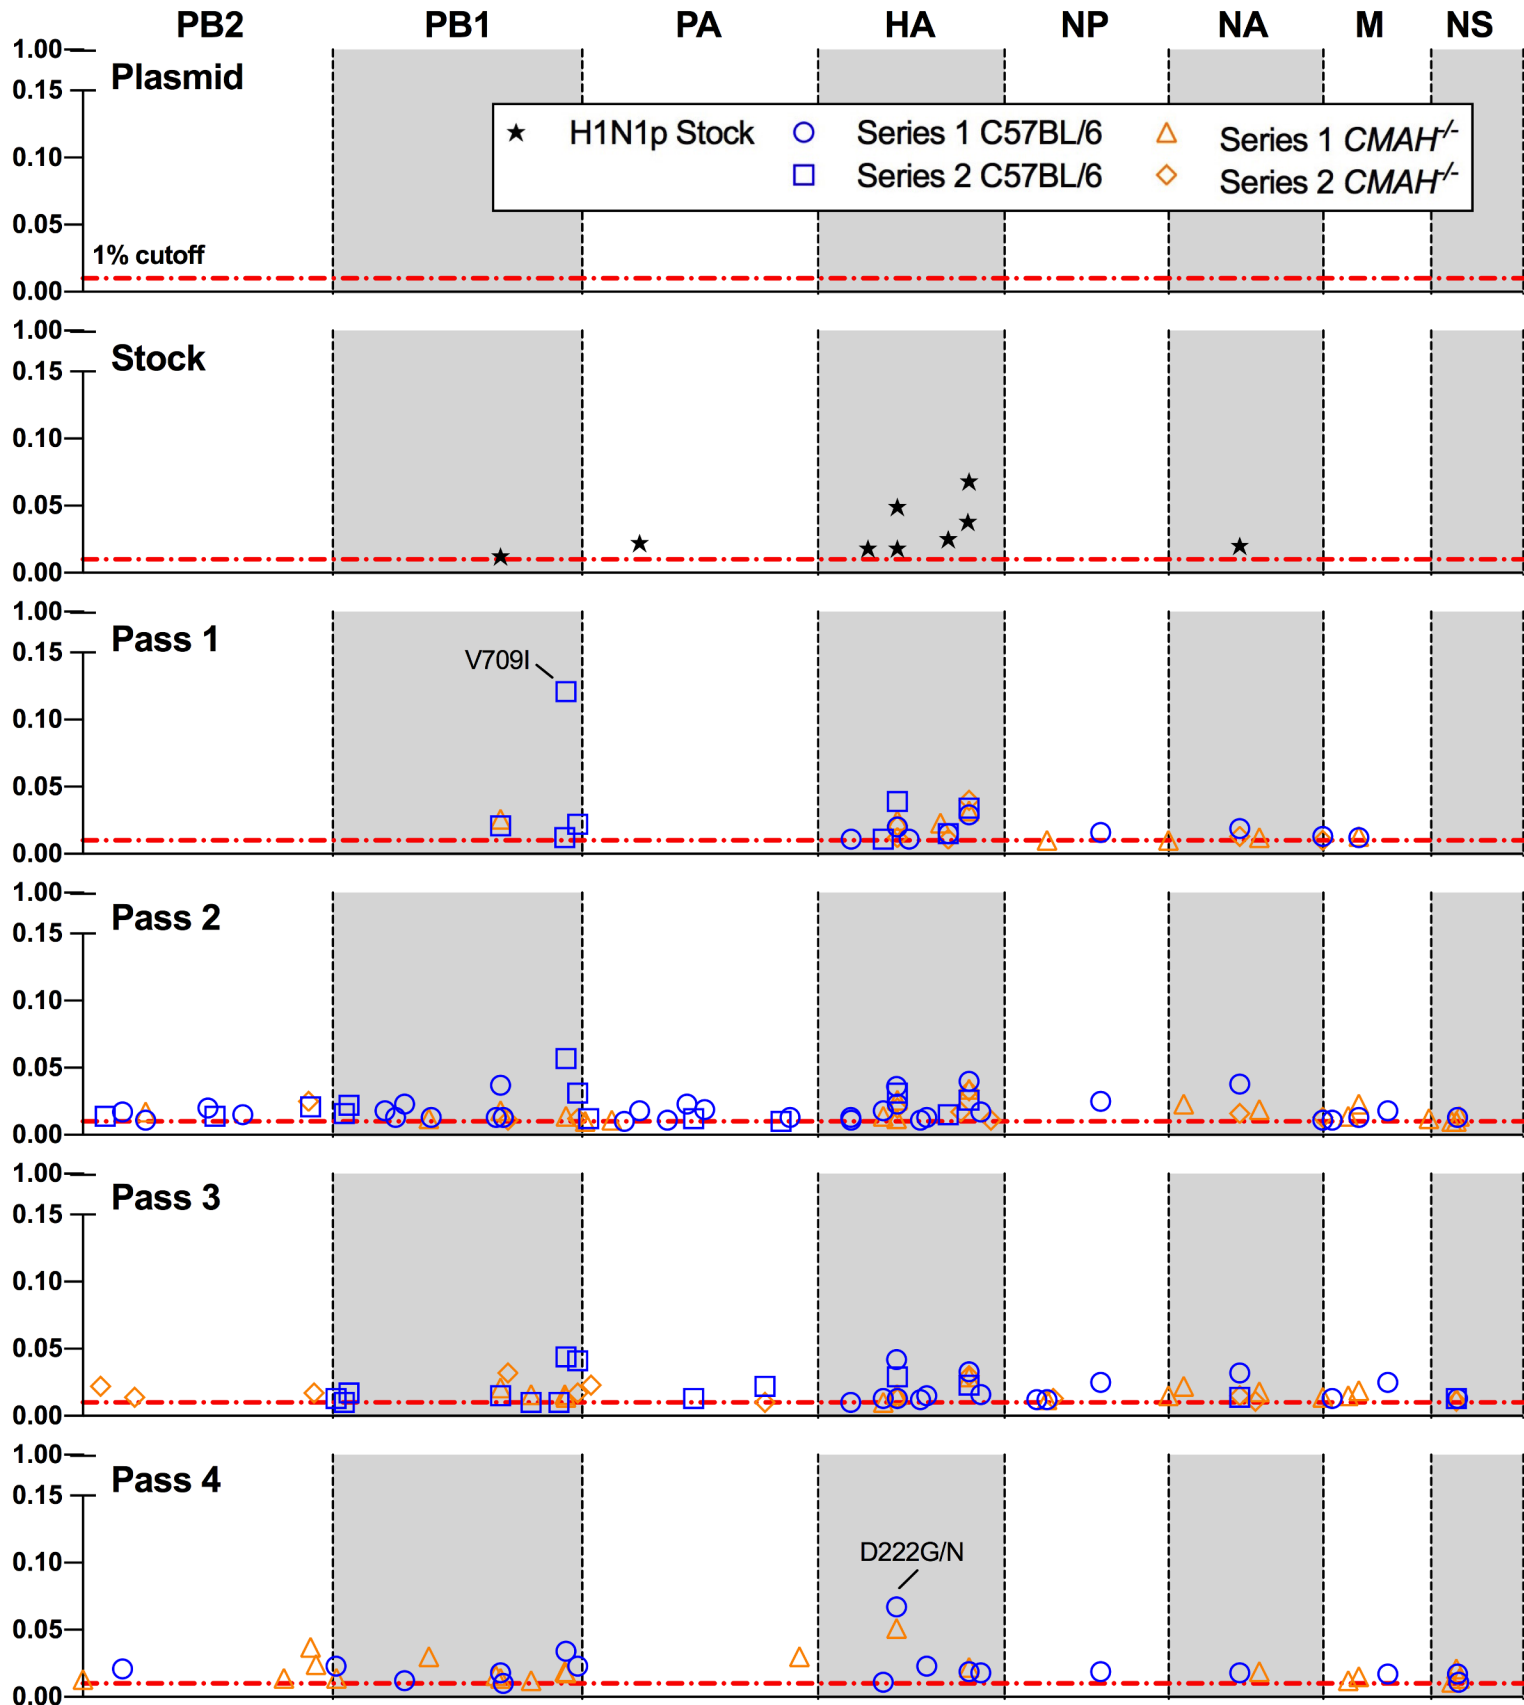 PB2 PB1 PA HA NP NA M NS
1.00
Plasmid
0.15
H1N1p Stock Series 1 C57BL/6 Series 1 CMAH-/-
Series 2 C57BL/6 Series 2 CMAH-/-
0.10
0.05
1% cutoff
0.00
1.00
Stock
0.15
0.10
0.05
0.00
1.00
Pass 1
0.15
V709I
0.10
0.05
0.00
1.00
Pass 2
0.15
0.10
0.05
0.00
1.00
Pass 3
0.15
0.10
0.05
0.00
1.00
Pass 4
0.15
D222G/N
0.10
0.05
0.00